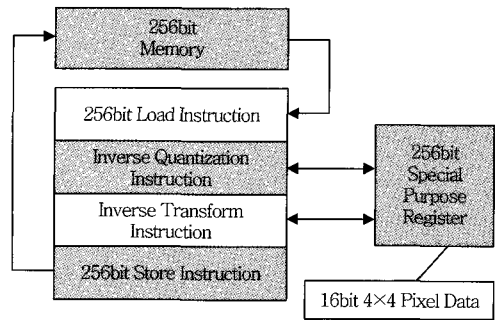 256bit
Memory
256bit Load Instruction
Inverse Quantization
Instruction
Inverse Transform
Instruction
256bit Store Instruction
256bit
Special
Purpose
Register
16bit 4×4 Pixel Data